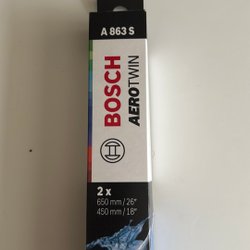 A 863 S
BOSCH
AEROTWIN
2 x
650 mm / 26"
450 mm / 18"